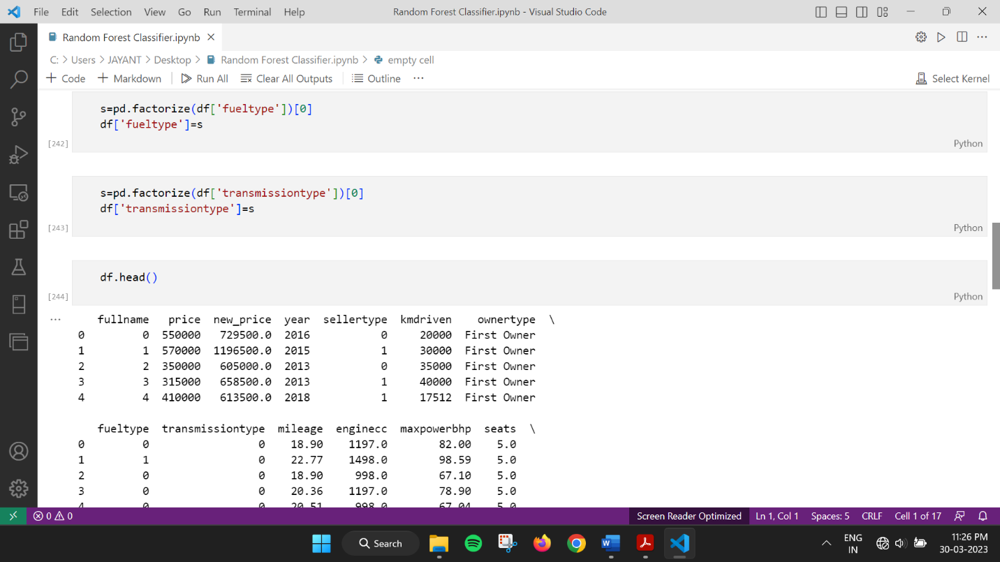 File Edit Selection View Go Run Terminal Help Random Forest Classifier.ipynb - Visual Studio Code
Random Forest Classifier.ipynb
C: > Users > JAYANT > Desktop > Random Forest Classifier.ipynb > empty cell
+ Code + Markdown Run All Clear All Outputs Outline ... Select Kernel
s=pd.factorize(df['fueltype'])[0]
df['fueltype']=s
[242] Python
s=pd.factorize(df['transmissiontype'])[0]
df['transmissiontype']=s
[243] Python
df.head()
[244] Python
... fullname price new_price year sellertype kmdriven ownertype \
0 0 550000 729500.0 2016 0 20000 First Owner
1 1 570000 1196500.0 2015 1 30000 First Owner
2 2 350000 605000.0 2013 0 35000 First Owner
3 3 315000 658500.0 2013 1 40000 First Owner
4 4 410000 613500.0 2018 1 17512 First Owner
fueltype transmissiontype mileage enginecc maxpowerbhp seats \
0 0 0 18.90 1197.0 82.00 5.0
1 1 0 22.77 1498.0 98.59 5.0
2 0 0 18.90 998.0 67.10 5.0
3 0 0 20.36 1197.0 78.90 5.0
4 0 0 20.51 998.0 67.04 5.0
0 0 Screen Reader Optimized Ln 1, Col 1 Spaces: 5 CRLF Cell 1 of 17
Search ENG IN 11:26 PM
30-03-2023